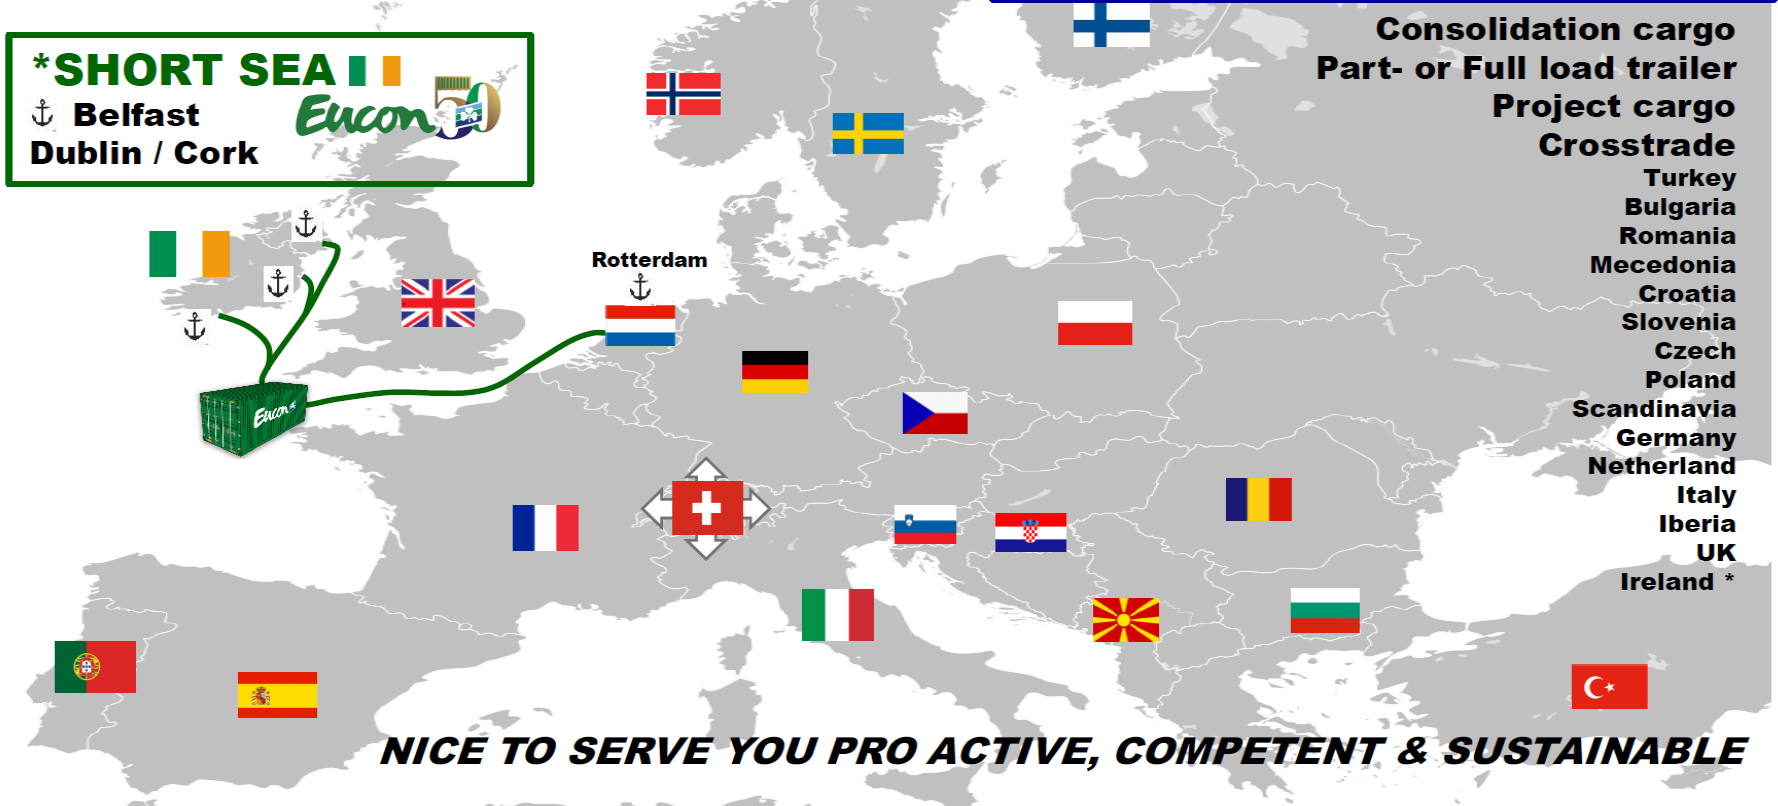 *SHORT SEA
Belfast
Dublin / Cork
Eucon 50
Rotterdam
Eucon
Consolidation cargo
Part- or Full load trailer
Project cargo
Crosstrade
Turkey
Bulgaria
Romania
Mecedonia
Croatia
Slovenia
Czech
Poland
Scandinavia
Germany
Netherland
Italy
Iberia
UK
Ireland *
NICE TO SERVE YOU PRO ACTIVE, COMPETENT & SUSTAINABLE